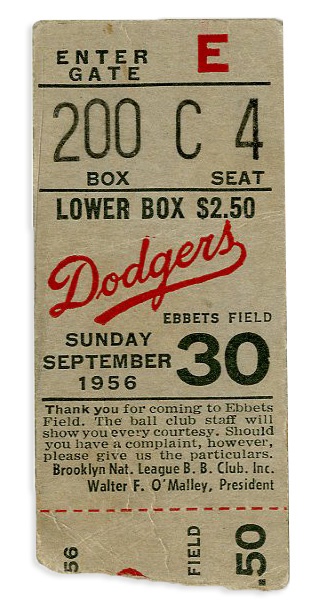 ENTER GATE E
200 C 4
BOX SEAT
LOWER BOX $2.50
Dodgers
EBBETS FIELD
SUNDAY
SEPTEMBER 30
1956
Thank you for coming to Ebbets
Field. The ball club staff will
show you every courtesy. Should
you have a complaint, however,
please give us the particulars.
Brooklyn Nat. League B. B. Club. Inc.
Walter F. O'Malley, President
56
FIELD
.50